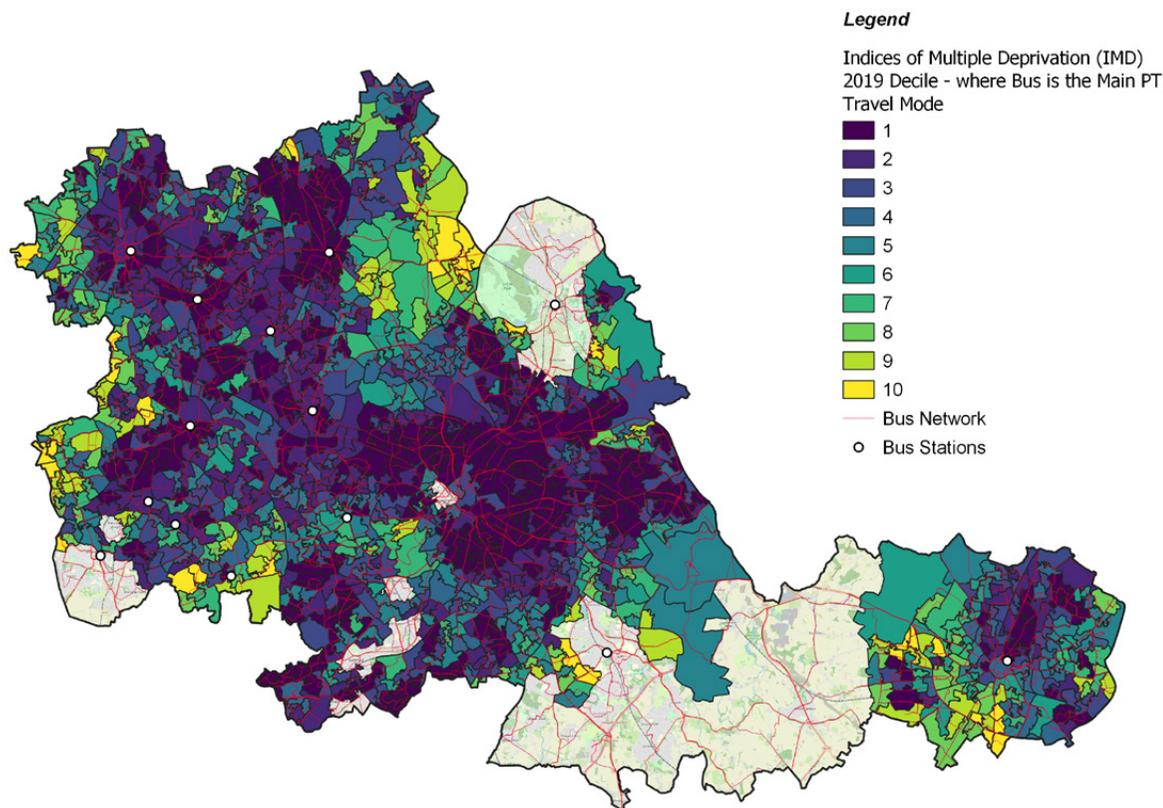 Legend
Indices of Multiple Deprivation (IMD)
2019 Decile - where Bus is the Main PT
Travel Mode
1
2
3
4
5
6
7
8
9
10
Bus Network
Bus Stations